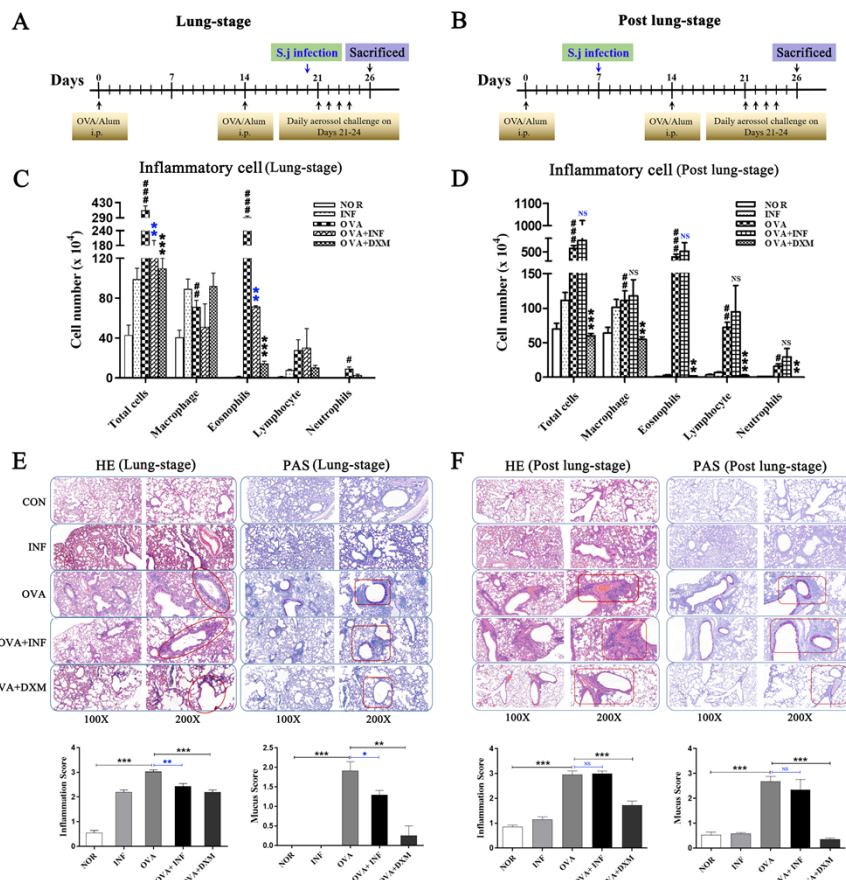 A
Lung-stage
S.j infection
Sacrificed
Days
0
7
14
21
26
OVA/Alum
i.p.
OVA/Alum
i.p.
Daily aerossol challenge on
Days 21-24
B
Post lung-stage
S.j infection
Sacrificed
Days
0
7
14
21
26
OVA/Alum
i.p.
OVA/Alum
i.p.
Daily aerossol challenge on
Days 21-24
C
Inflammatory cell (Lung-stage)
Cell number (x 10⁴)
430
290
240
180
120
80
40
0
NOR
INF
OVA
OVA+INF
OVA+DXM
###
**
***
##
###
**
***
#
Total cells
Macrophage
Eosnophils
Lymphocyte
Neutrophils
D
Inflammatory cell (Post lung-stage)
Cell number (x 10⁴)
1100
1000
500
150
100
50
0
NOR
INF
OVA
OVA+INF
OVA+DXM
###
NS
***
##
NS
**
###
NS
**
##
NS
***
#
NS
**
Total cells
Macrophage
Eosnophils
Lymphocyte
Neutrophils
E
HE (Lung-stage)
PAS (Lung-stage)
CON
INF
OVA
OVA+INF
VA+DXM
100X
200X
100X
200X
Inflammation Score
4
3
2
1
0
***
***
**
NOR
INF
OVA
OVA+ INF
OVA+DXM
Mucus Score
2.5
2.0
1.5
1.0
0.5
0.0
***
**
*
NOR
INF
OVA
OVA+ INF
OVA+DXM
F
HE (Post lung-stage)
PAS (Post lung-stage)
100X
200X
100X
200X
Inflammation Score
4
3
2
1
0
***
***
NS
NOR
INF
OVA
OVA+ INF
OVA+DXM
Mucus Score
4
3
2
1
0
***
***
NS
NOR
INF
OVA
OVA+ INF
OVA+DXM